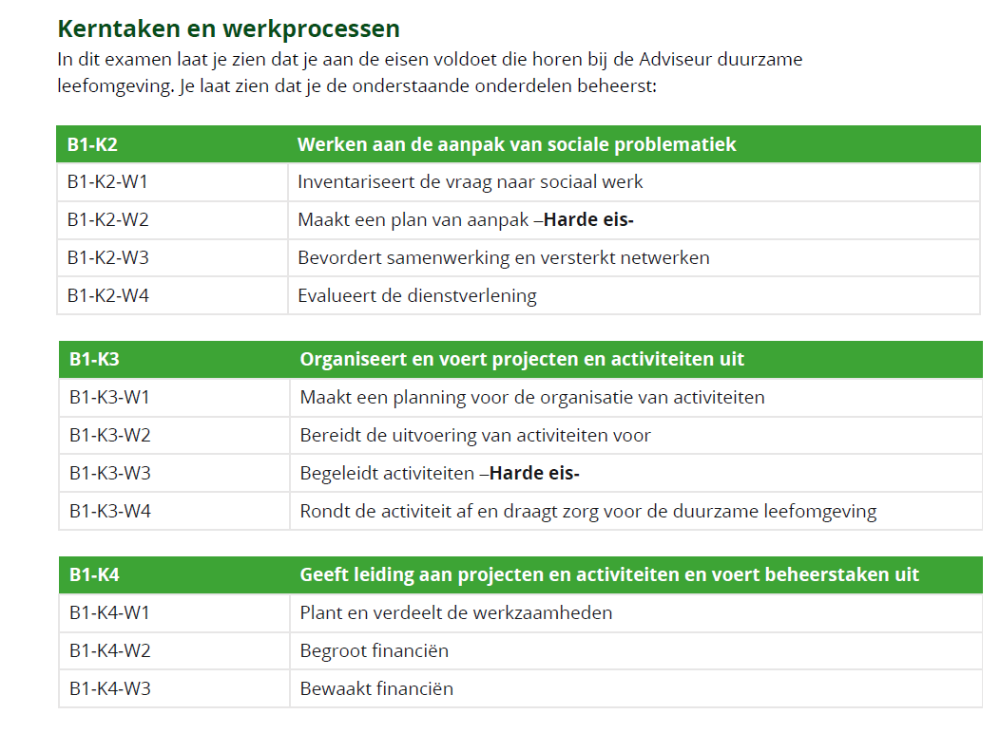 Kerntaken en werkprocessen
In dit examen laat je zien dat je aan de eisen voldoet die horen bij de Adviseur duurzame
leefomgeving. Je laat zien dat je de onderstaande onderdelen beheerst:
B1-K2 Werken aan de aanpak van sociale problematiek
B1-K2-W1 Inventariseert de vraag naar sociaal werk
B1-K2-W2 Maakt een plan van aanpak –Harde eis-
B1-K2-W3 Bevordert samenwerking en versterkt netwerken
B1-K2-W4 Evalueert de dienstverlening
B1-K3 Organiseert en voert projecten en activiteiten uit
B1-K3-W1 Maakt een planning voor de organisatie van activiteiten
B1-K3-W2 Bereidt de uitvoering van activiteiten voor
B1-K3-W3 Begeleidt activiteiten –Harde eis-
B1-K3-W4 Rondt de activiteit af en draagt zorg voor de duurzame leefomgeving
B1-K4 Geeft leiding aan projecten en activiteiten en voert beheerstaken uit
B1-K4-W1 Plant en verdeelt de werkzaamheden
B1-K4-W2 Begroot financiën
B1-K4-W3 Bewaakt financiën